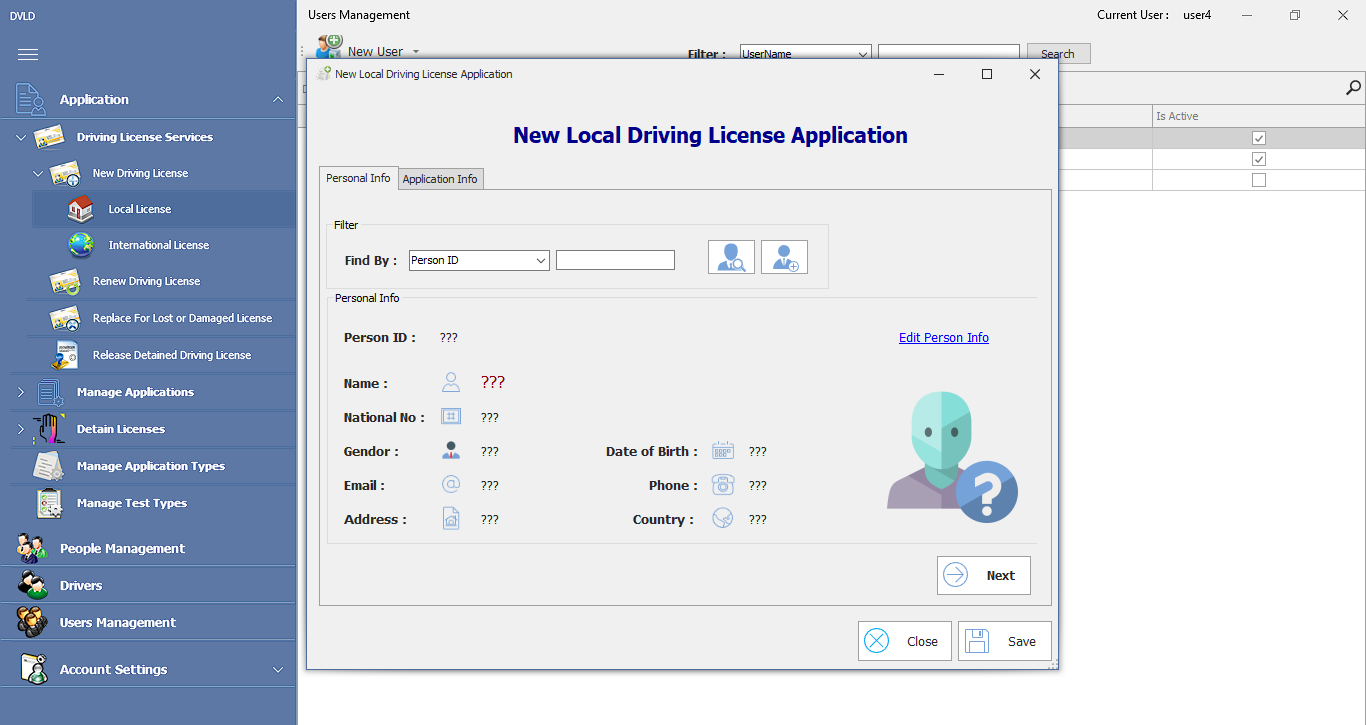 DVLD
Users Management
Current User :
user4
New User
Filter :
UserName
Search
Application
Driving License Services
New Driving License
Local License
International License
Renew Driving License
Replace For Lost or Damaged License
Release Detained Driving License
Manage Applications
Detain Licenses
Manage Application Types
Manage Test Types
People Management
Drivers
Users Management
Account Settings
Is Active
New Local Driving License Application
New Local Driving License Application
Personal Info
Application Info
Filter
Find By :
Person ID
Personal Info
Person ID :
???
Edit Person Info
Name :
???
National No :
???
Gendor :
???
Date of Birth :
???
Email :
???
Phone :
???
Address :
???
Country :
???
Next
Close
Save